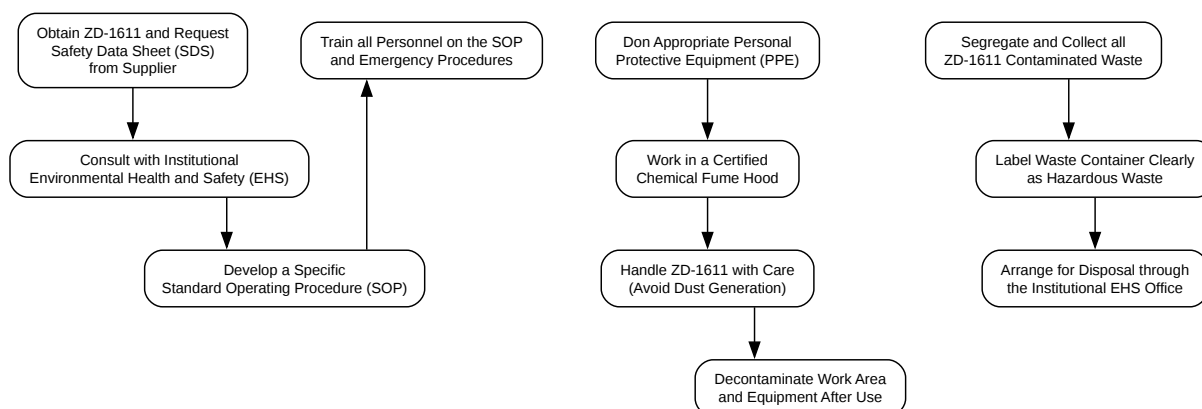 Obtain ZD-1611 and Request
Safety Data Sheet (SDS)
from Supplier
Consult with Institutional
Environmental Health and Safety (EHS)
Develop a Specific
Standard Operating Procedure (SOP)
Train all Personnel on the SOP
and Emergency Procedures
Don Appropriate Personal
Protective Equipment (PPE)
Work in a Certified
Chemical Fume Hood
Handle ZD-1611 with Care
(Avoid Dust Generation)
Decontaminate Work Area
and Equipment After Use
Segregate and Collect all
ZD-1611 Contaminated Waste
Label Waste Container Clearly
as Hazardous Waste
Arrange for Disposal through
the Institutional EHS Office